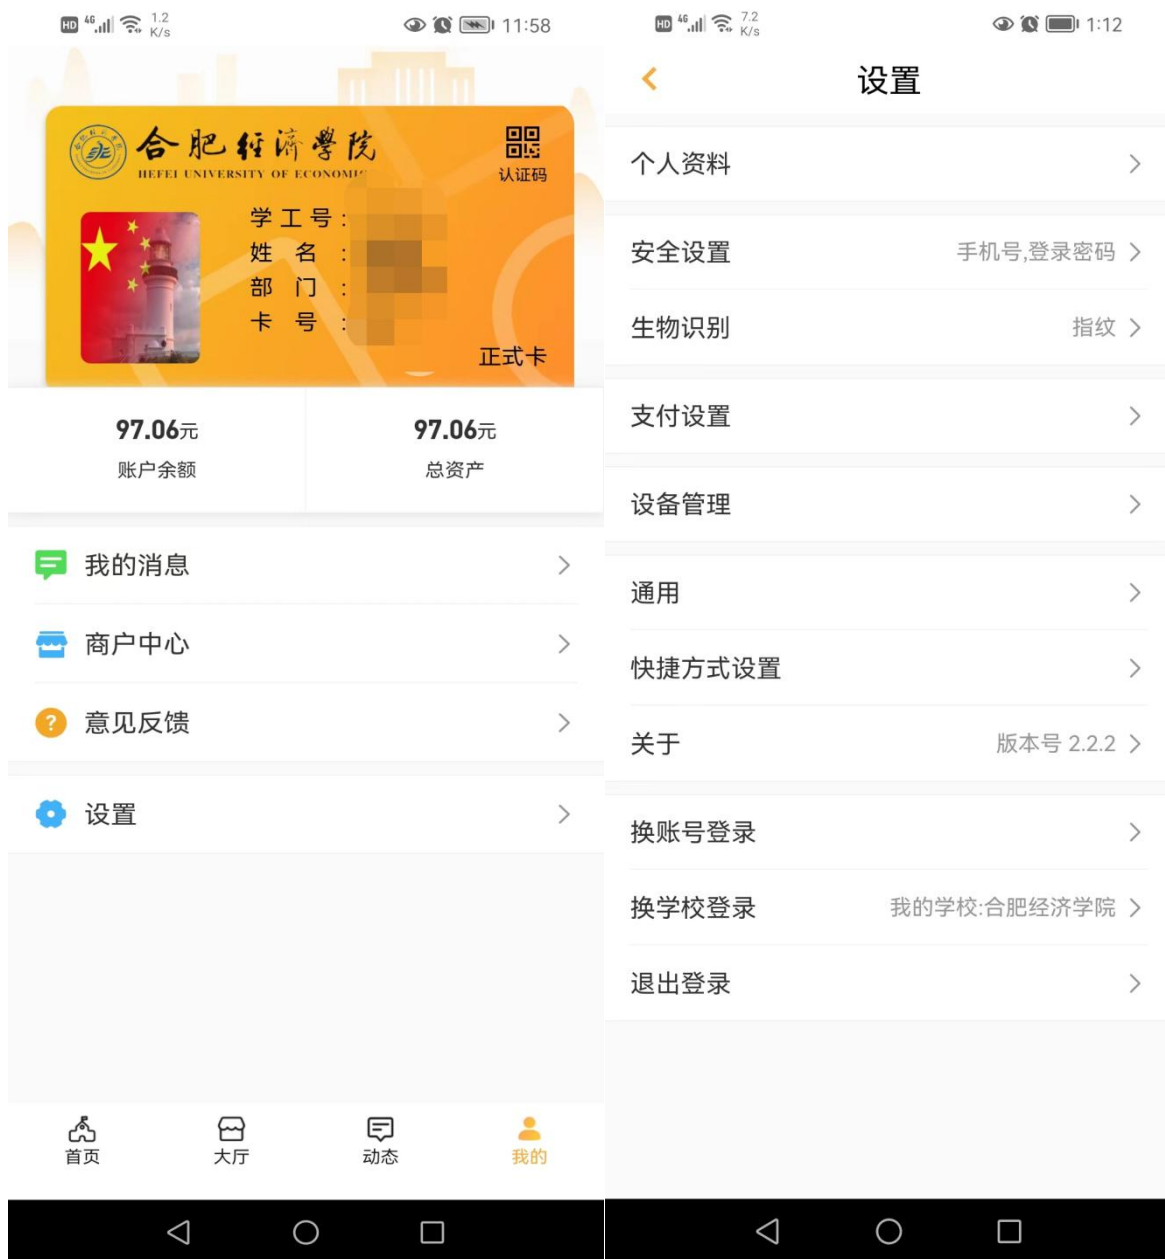 HD 4G 1.2 K/s 11:58
合肥經濟學院
HEFEI UNIVERSITY OF ECONOMIC
认证码
学工号:
姓 名 :
部 门 :
卡 号 :
正式卡
97.06元 97.06元
账户余额 总资产
我的消息
商户中心
意见反馈
设置
首页 大厅 动态 我的
HD 4G 7.2 K/s 1:12
设置
个人资料
安全设置 手机号,登录密码
生物识别 指纹
支付设置
设备管理
通用
快捷方式设置
关于 版本号 2.2.2
换账号登录
换学校登录 我的学校:合肥经济学院
退出登录